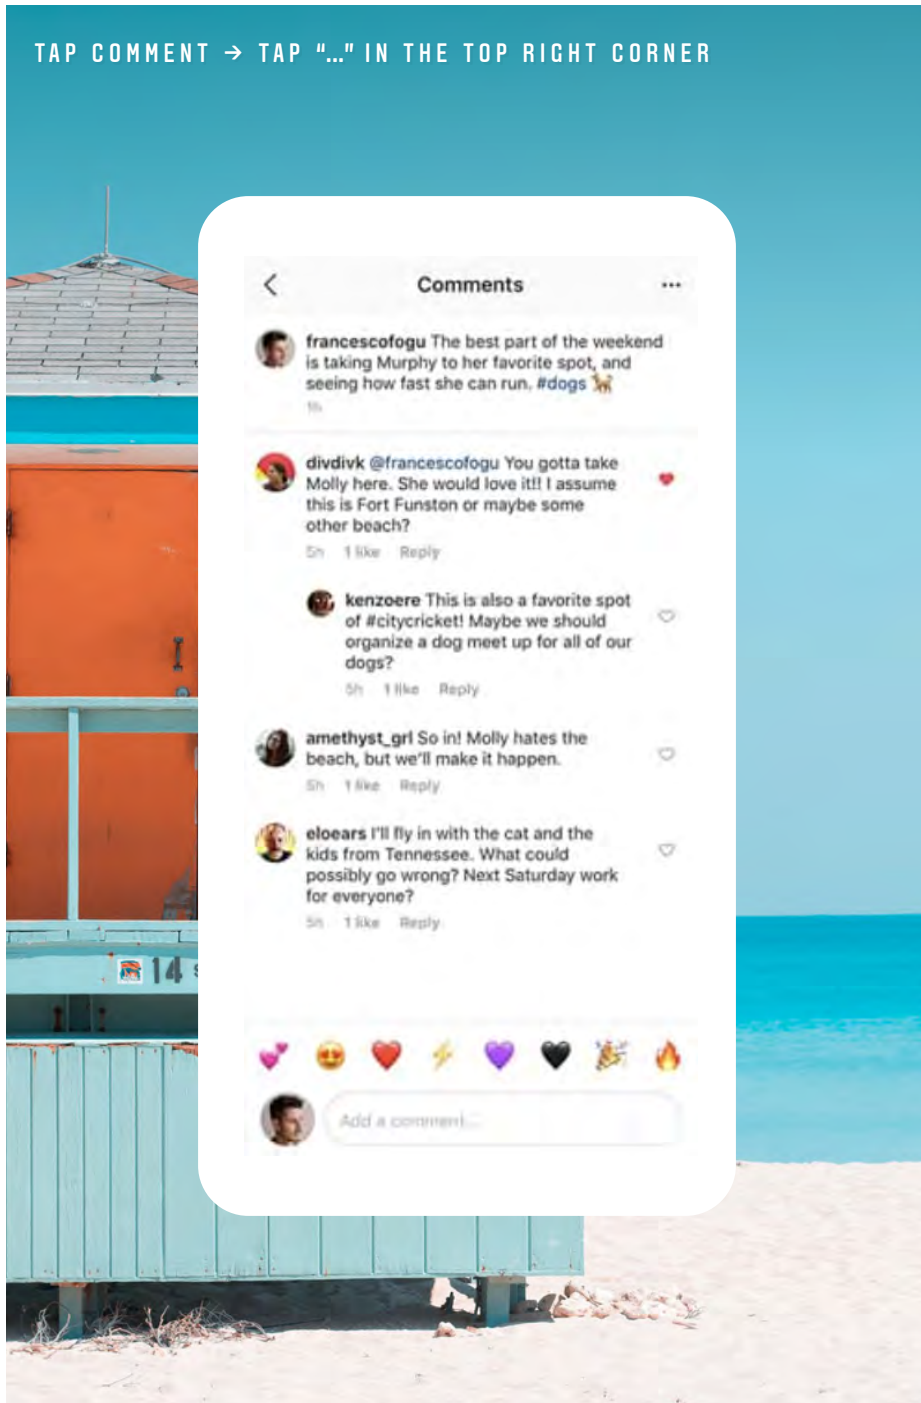 TAP COMMENT → TAP “...” IN THE TOP RIGHT CORNER
Comments
francescofogu The best part of the weekend
is taking Murphy to her favorite spot, and
seeing how fast she can run. #dogs 🐕
1h
divdivk @francescofogu You gotta take
Molly here. She would love it!! I assume
this is Fort Funston or maybe some
other beach?
5h 1 like Reply
kenzoere This is also a favorite spot
of #citycricket! Maybe we should
organize a dog meet up for all of our
dogs?
5h 1 like Reply
amethyst_grl So in! Molly hates the
beach, but we'll make it happen.
5h 1 like Reply
eloears I'll fly in with the cat and the
kids from Tennessee. What could
possibly go wrong? Next Saturday work
for everyone?
5h 1 like Reply
14 S
Add a comment...